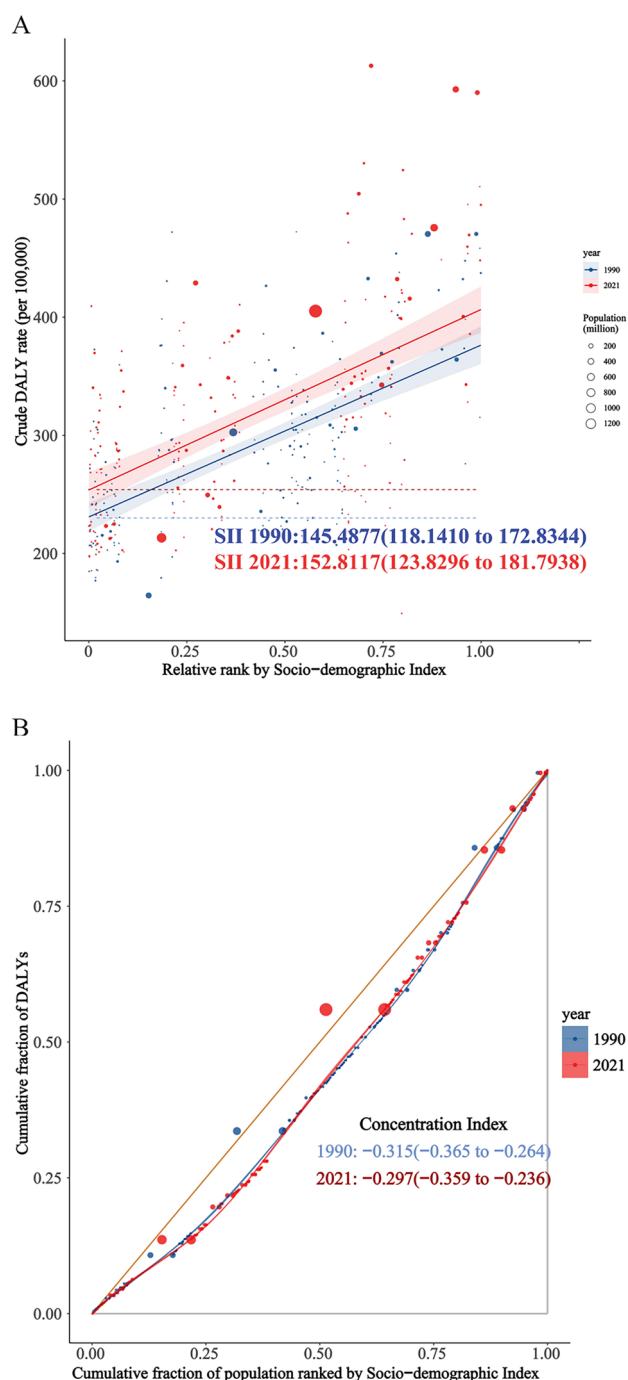 A
600
500
400
300
200
Crude DALY rate (per 100,000)
year
1990
2021
Population
(million)
200
400
600
800
1000
1200
SII 1990:145.4877(118.1410 to 172.8344)
SII 2021:152.8117(123.8296 to 181.7938)
0
0.25
0.50
0.75
1.00
Relative rank by Socio−demographic Index
B
1.00
0.75
0.50
0.25
0.00
Cumulative fraction of DALYs
year
1990
2021
Concentration Index
1990: −0.315(−0.365 to −0.264)
2021: −0.297(−0.359 to −0.236)
0.00
0.25
0.50
0.75
1.00
Cumulative fraction of population ranked by Socio−demographic Index